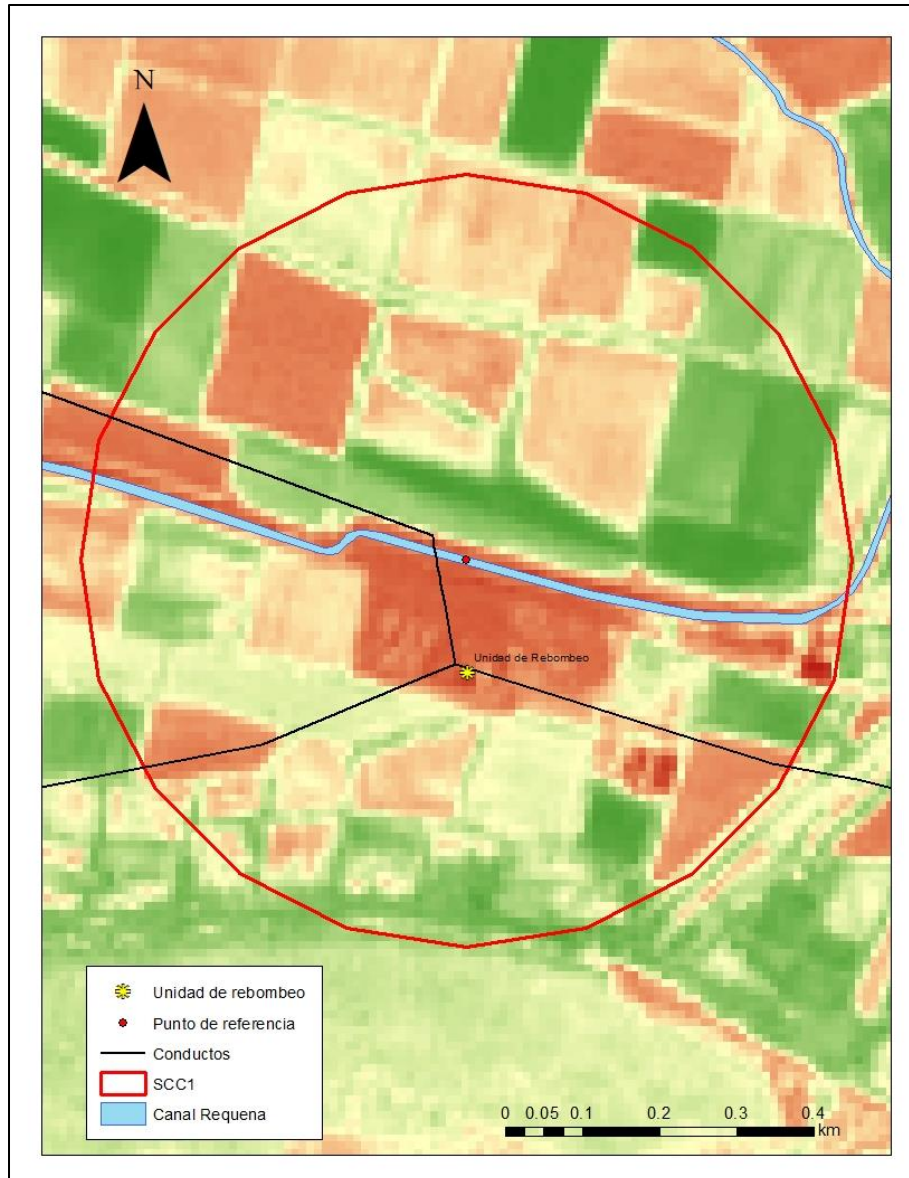 N
Unidad de Rebombeo
Unidad de rebombeo
Punto de referencia
Conductos
SCC1
Canal Requena
0 0.05 0.1 0.2 0.3 0.4
km